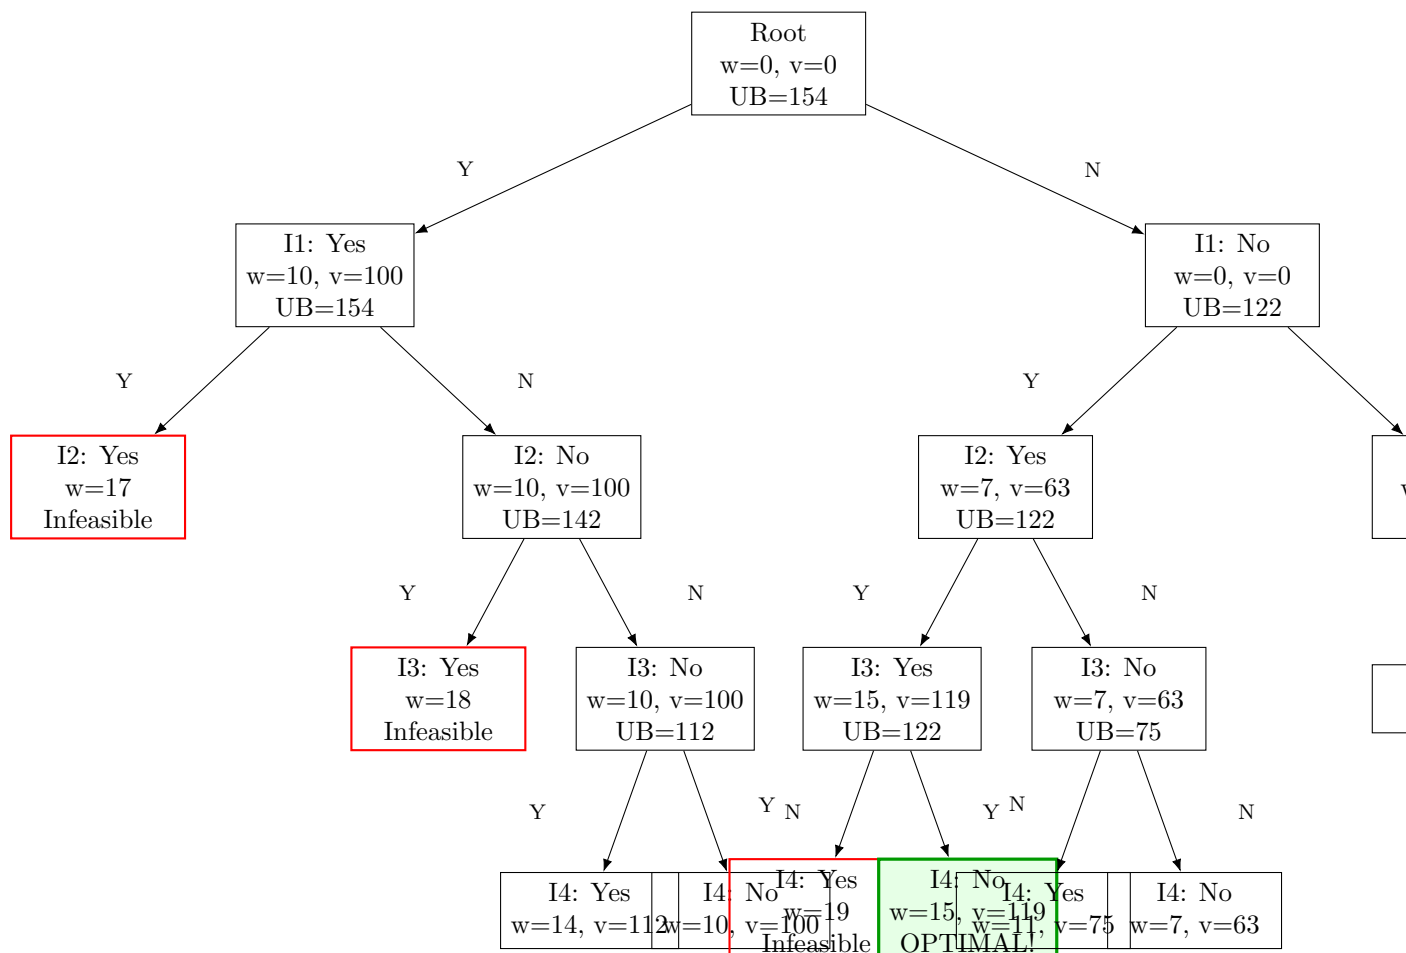 Root
w=0, v=0
UB=154
Y
N
I1: Yes
w=10, v=100
UB=154
I1: No
w=0, v=0
UB=122
Y
N
Y
I2: Yes
w=17
Infeasible
I2: No
w=10, v=100
UB=142
I2: Yes
w=7, v=63
UB=122
w
Y
N
Y
N
I3: Yes
w=18
Infeasible
I3: No
w=10, v=100
UB=112
I3: Yes
w=15, v=119
UB=122
I3: No
w=7, v=63
UB=75
Y
N
Y
N
Y
N
I4: Yes
w=14, v=112
I4: No
w=10, v=100
I4: Yes
w=19
Infeasible
I4: No
w=15, v=119
OPTIMAL!
I4: Yes
w=11, v=75
I4: No
w=7, v=63